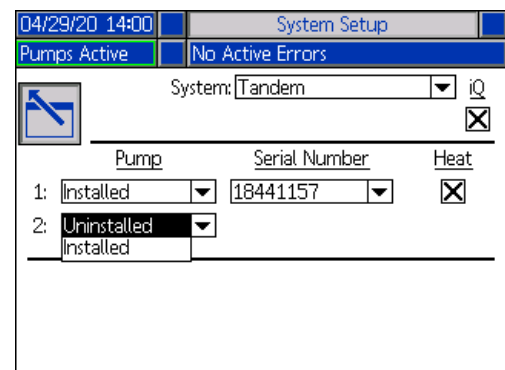 04/29/20 14:00 System Setup
Pumps Active No Active Errors
System: Tandem iQ
Pump Serial Number Heat
1: Installed 18441157
2: Uninstalled
Installed